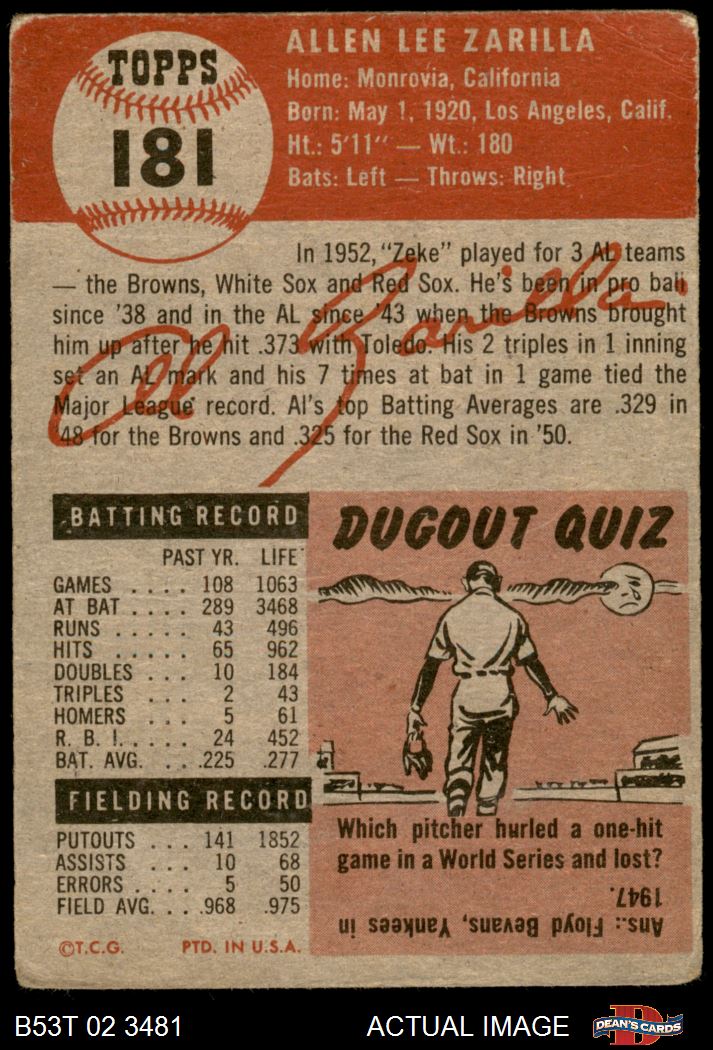 TOPPS
181
ALLEN LEE ZARILLA
Home: Monrovia, California
Born: May 1, 1920, Los Angeles, Calif.
Ht.: 5'11" — Wt.: 180
Bats: Left — Throws: Right
In 1952, "Zeke" played for 3 AL teams
— the Browns, White Sox and Red Sox. He's been in pro ball
since '38 and in the AL since '43 when the Browns brought
him up after he hit .373 with Toledo. His 2 triples in 1 inning
set an AL mark and his 7 times at bat in 1 game tied the
Major League record. Al's top Batting Averages are .329 in
'48 for the Browns and .325 for the Red Sox in '50.
Al Zarilla
BATTING RECORD
PAST YR. LIFE
GAMES . . . . 108 1063
AT BAT . . . . 289 3468
RUNS . . . . . 43 496
HITS . . . . . 65 962
DOUBLES . . . 10 184
TRIPLES . . . 2 43
HOMERS . . . 5 61
R. B. I. . . . . 24 452
BAT. AVG. . . .225 .277
FIELDING RECORD
PUTOUTS . . . 141 1852
ASSISTS . . . 10 68
ERRORS . . . . 5 50
FIELD AVG. . . .968 .975
©T.C.G. PTD. IN U.S.A.
DUGOUT QUIZ
Which pitcher hurled a one-hit
game in a World Series and lost?
Ans.: Floyd Bevans, Yankees in
1947.
B53T 02 3481
ACTUAL IMAGE
D
DEAN'S CARDS